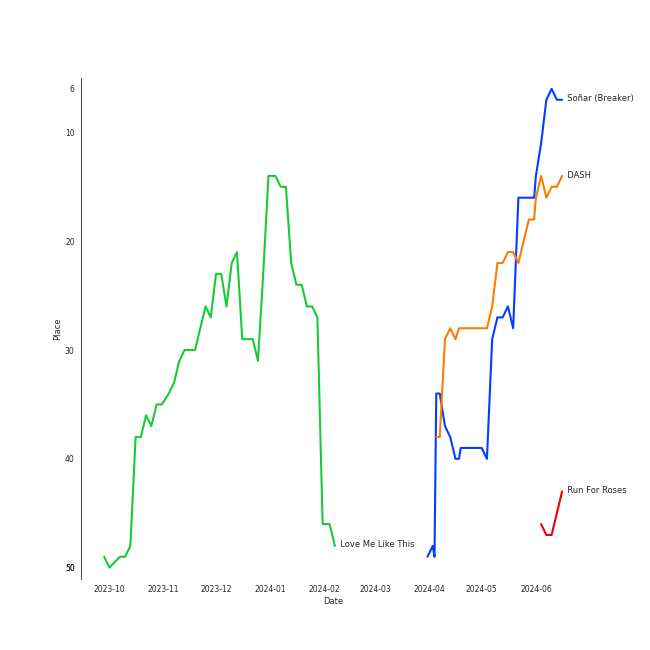 6
Soñar (Breaker)
10
DASH
20
Place
30
40
Run For Roses
Love Me Like This
50
2023-10 2023-11 2023-12 2024-01 2024-02 2024-03 2024-04 2024-05 2024-06
Date